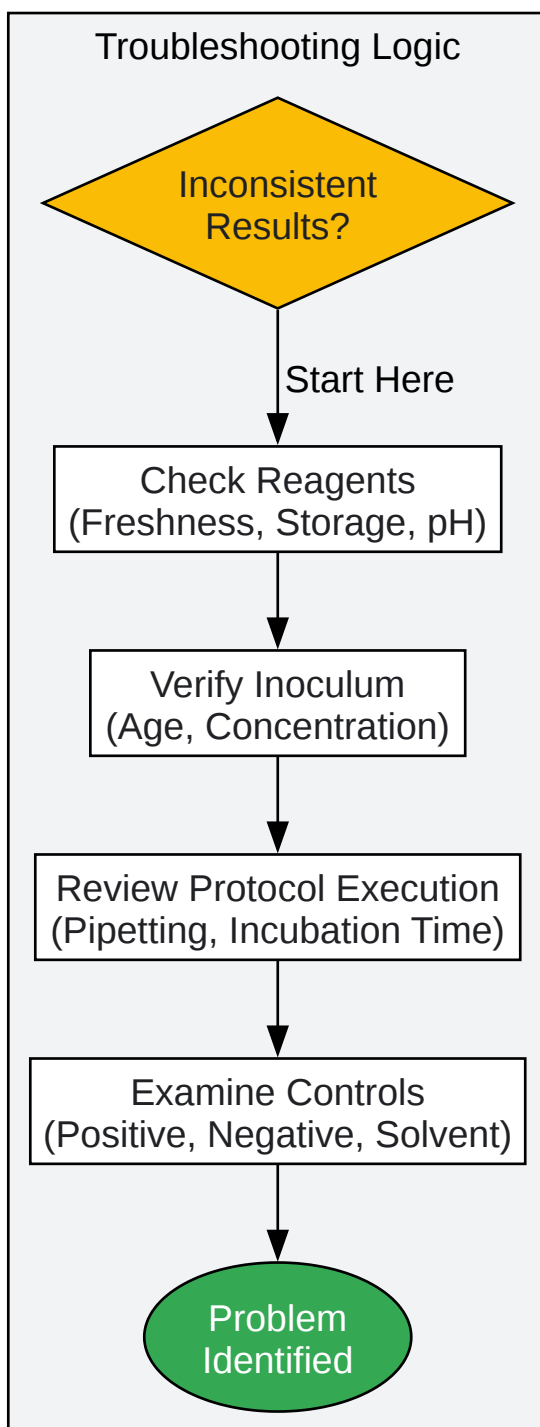 Troubleshooting Logic
Inconsistent
Results?
Start Here
Check Reagents
(Freshness, Storage, pH)
Verify Inoculum
(Age, Concentration)
Review Protocol Execution
(Pipetting, Incubation Time)
Examine Controls
(Positive, Negative, Solvent)
Problem
Identified